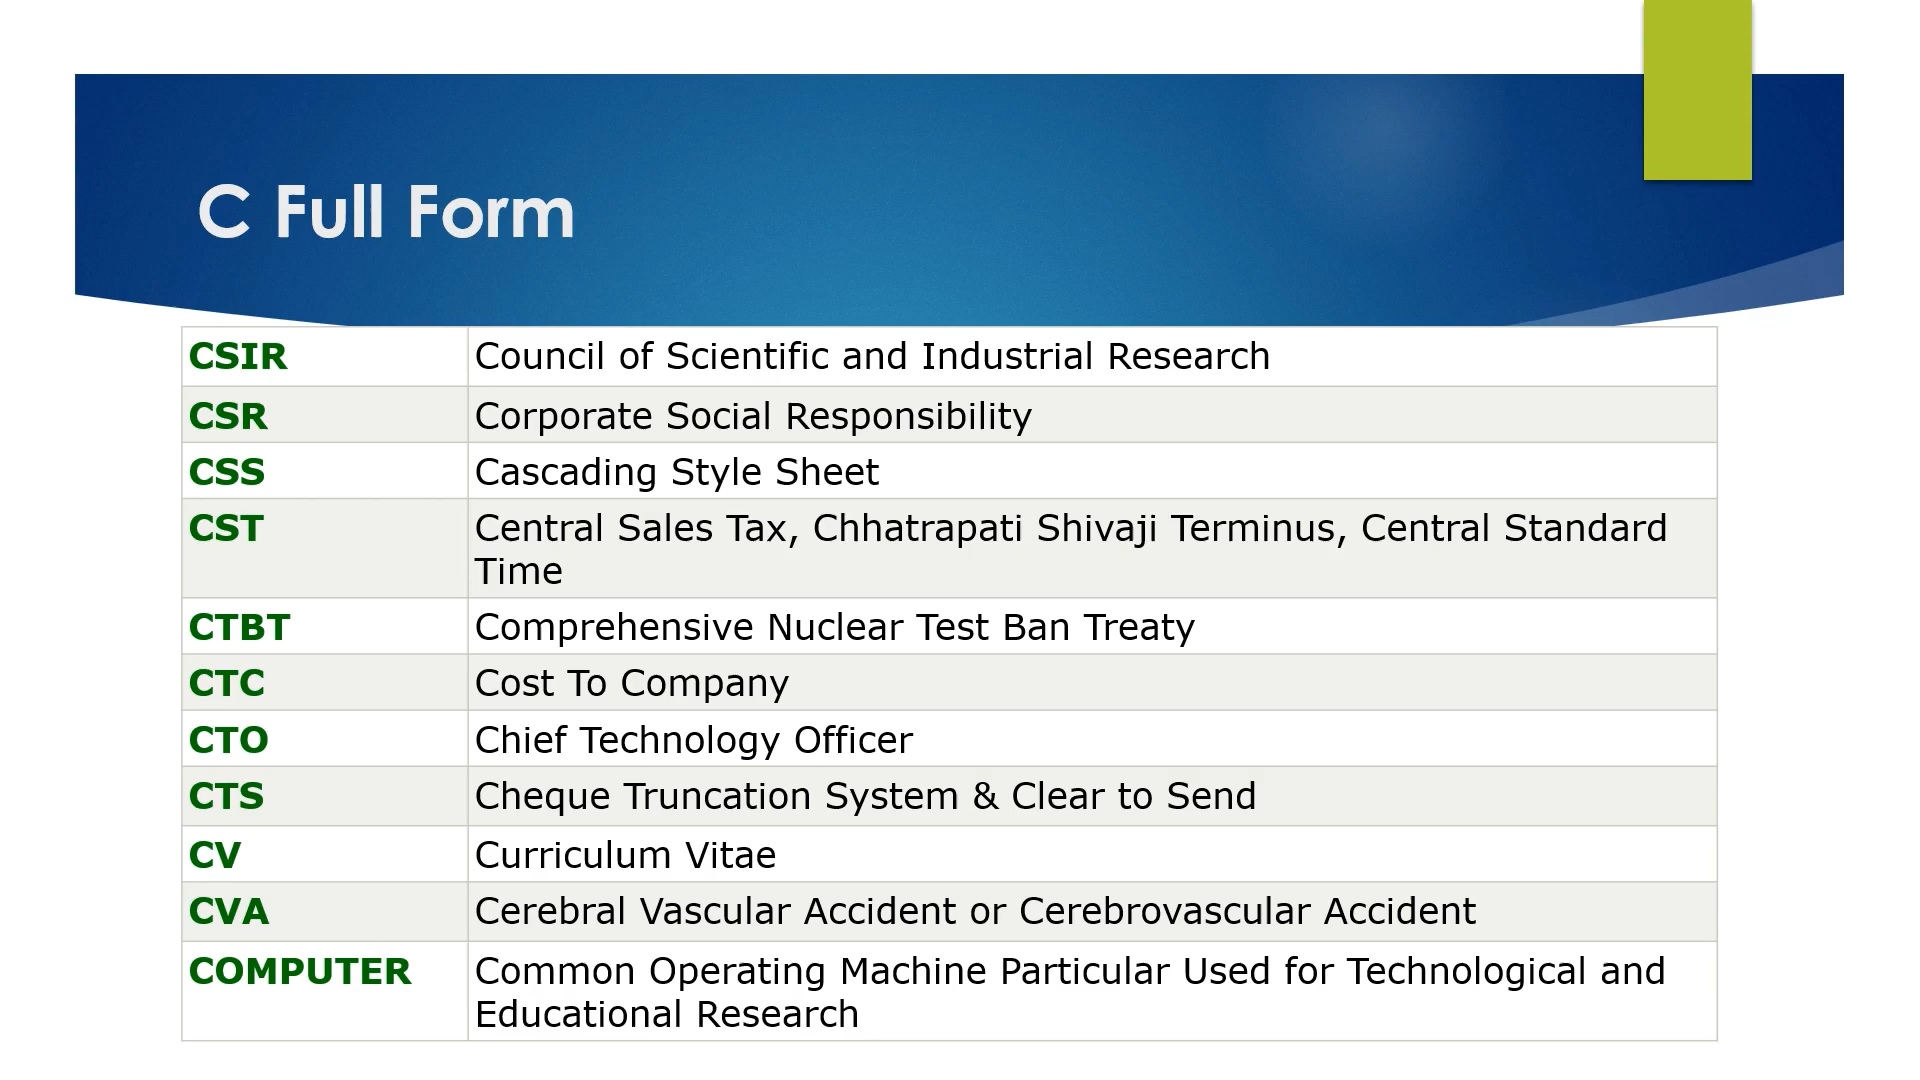 C Full Form
CSIR Council of Scientific and Industrial Research
CSR Corporate Social Responsibility
CSS Cascading Style Sheet
CST Central Sales Tax, Chhatrapati Shivaji Terminus, Central Standard
Time
CTBT Comprehensive Nuclear Test Ban Treaty
CTC Cost To Company
CTO Chief Technology Officer
CTS Cheque Truncation System & Clear to Send
CV Curriculum Vitae
CVA Cerebral Vascular Accident or Cerebrovascular Accident
COMPUTER Common Operating Machine Particular Used for Technological and
Educational Research